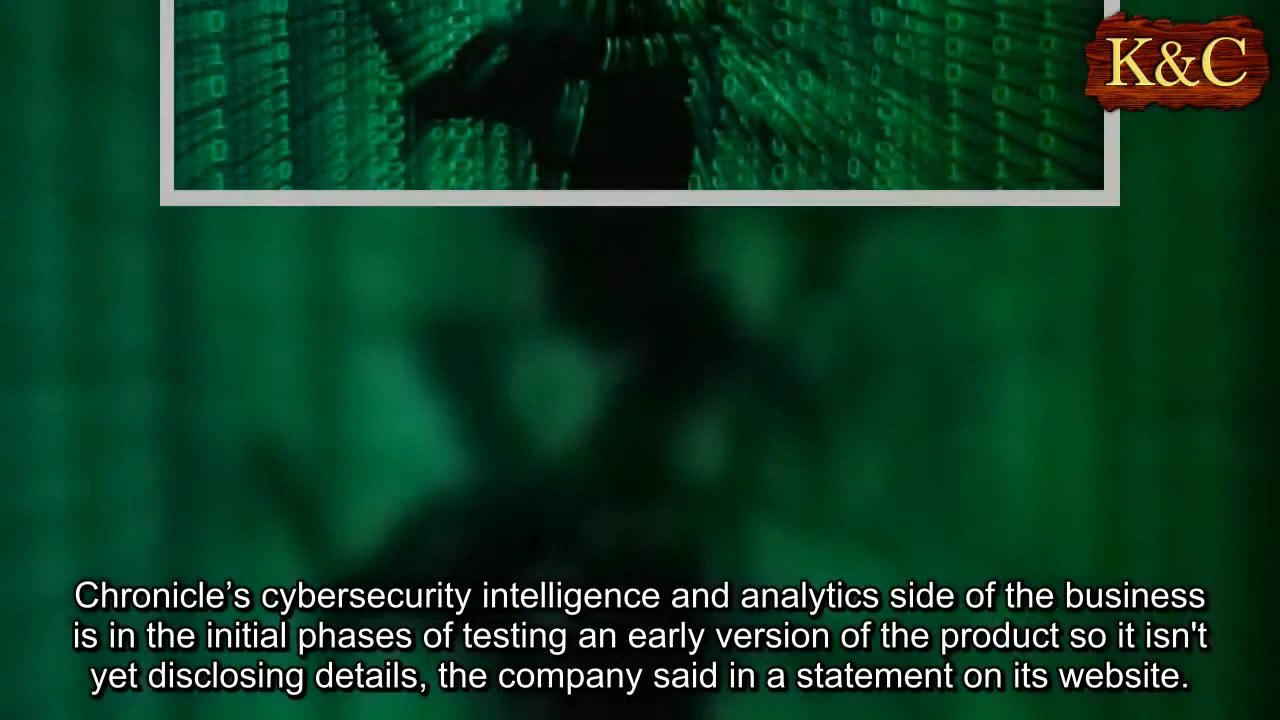 K&C
Chronicle’s cybersecurity intelligence and analytics side of the business
is in the initial phases of testing an early version of the product so it isn't
yet disclosing details, the company said in a statement on its website.